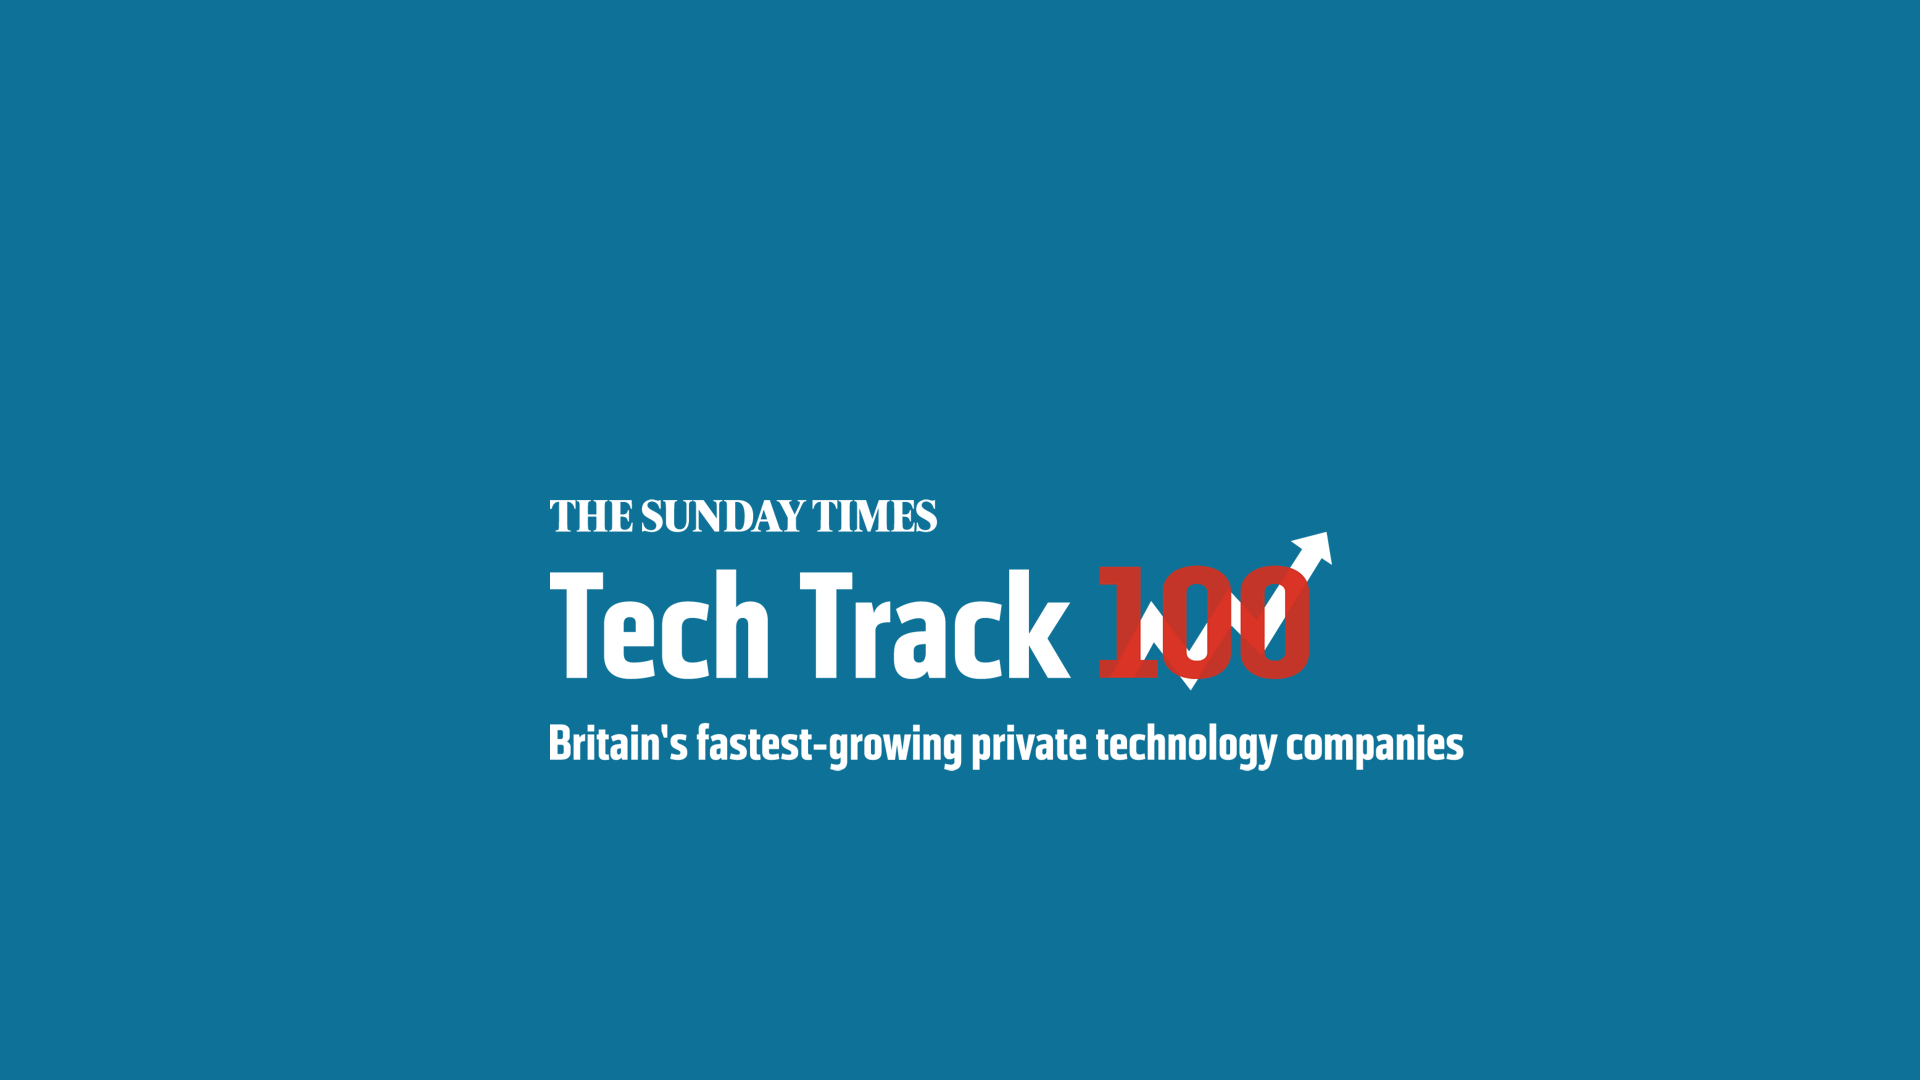 THE SUNDAY TIMES
Tech Track 100
Britain's fastest-growing private technology companies